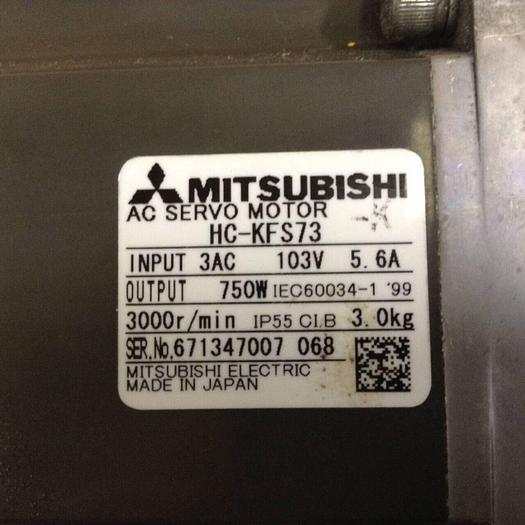 MITSUBISHI
AC SERVO MOTOR -K
HC-KFS73
INPUT 3AC 103V 5.6A
OUTPUT 750W IEC60034-1 '99
3000r/min IP55 CI.B 3.0kg
SER.No.671347007 068
MITSUBISHI ELECTRIC
MADE IN JAPAN